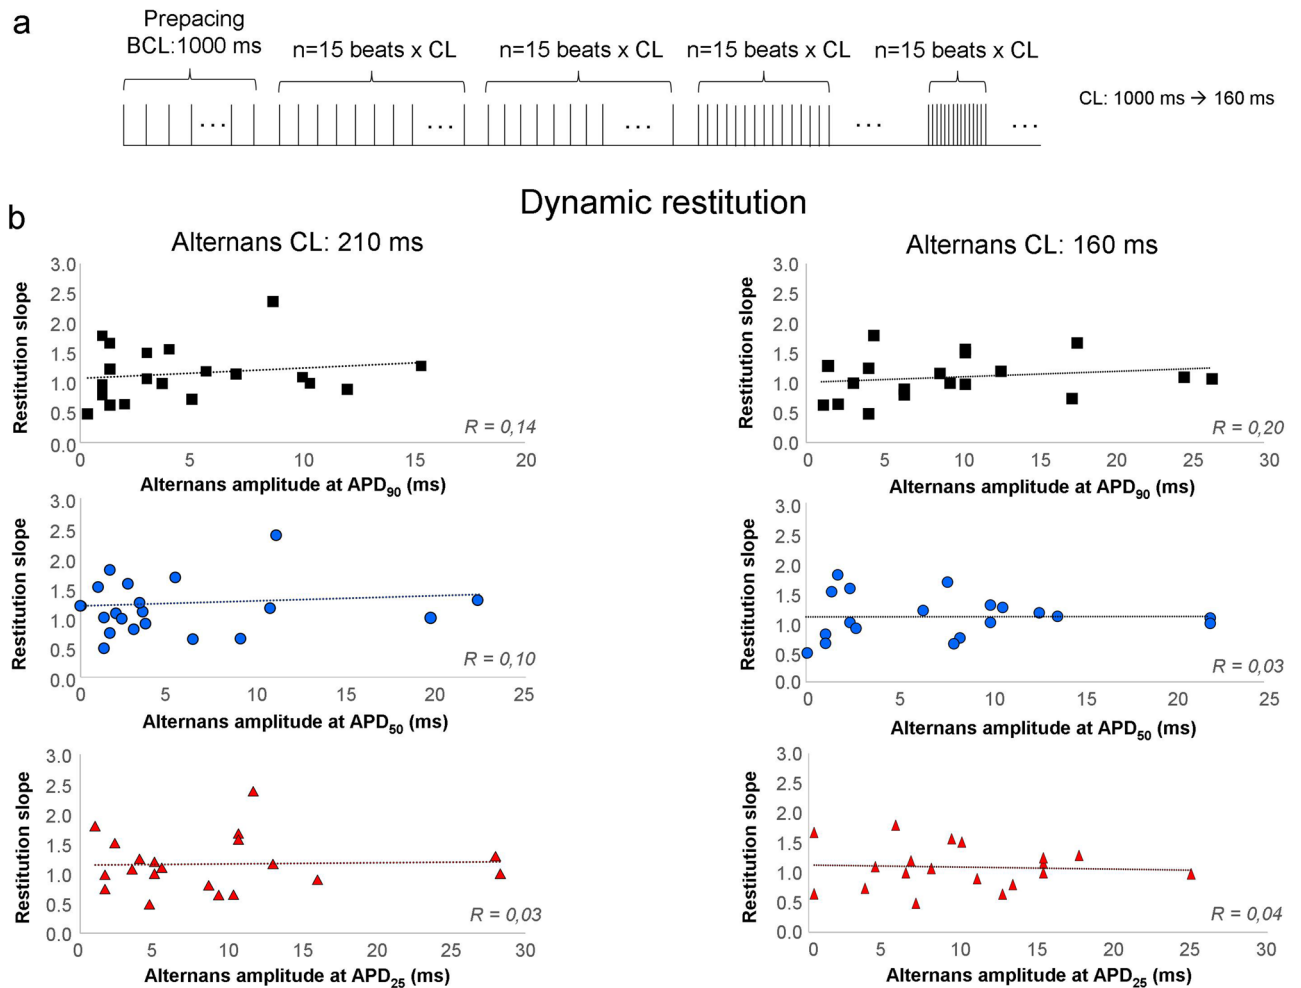 a
Prepacing
BCL:1000 ms
n=15 beats x CL
n=15 beats x CL
n=15 beats x CL
n=15 beats x CL
CL: 1000 ms → 160 ms
... ... ... ... ...
Dynamic restitution
b
Alternans CL: 210 ms
Restitution slope
3.0
2.5
2.0
1.5
1.0
0.5
0.0
R = 0,14
0 5 10 15 20
Alternans amplitude at APD90 (ms)
Restitution slope
3.0
2.5
2.0
1.5
1.0
0.5
0.0
R = 0,10
0 5 10 15 20 25
Alternans amplitude at APD50 (ms)
Restitution slope
3.0
2.5
2.0
1.5
1.0
0.5
0.0
R = 0,03
0 5 10 15 20 25 30
Alternans amplitude at APD25 (ms)
Alternans CL: 160 ms
Restitution slope
3.0
2.5
2.0
1.5
1.0
0.5
0.0
R = 0,20
0 5 10 15 20 25 30
Alternans amplitude at APD90 (ms)
Restitution slope
3.0
2.5
2.0
1.5
1.0
0.5
0.0
R = 0,03
0 5 10 15 20 25
Alternans amplitude at APD50 (ms)
Restitution slope
3.0
2.5
2.0
1.5
1.0
0.5
0.0
R = 0,04
0 5 10 15 20 25 30
Alternans amplitude at APD25 (ms)